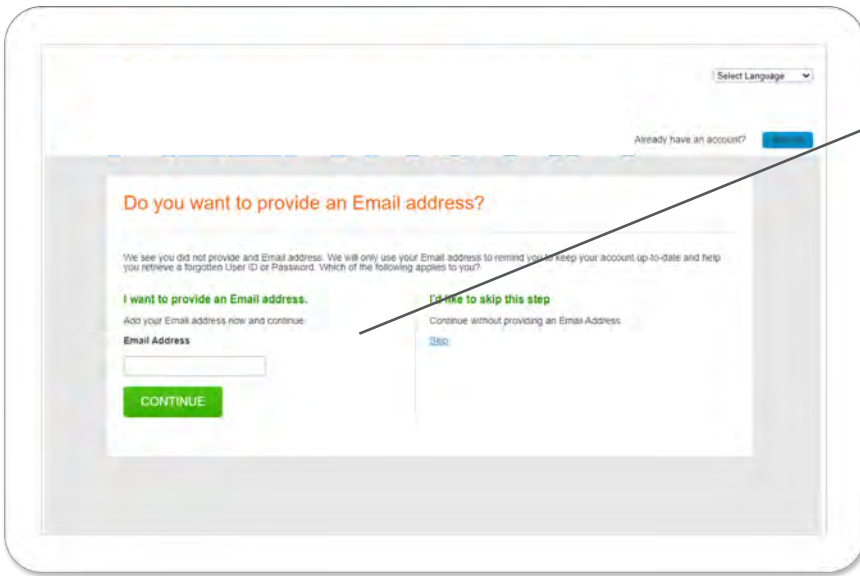 Select Language
Already have an account?
Do you want to provide an Email address?
We see you did not provide and Email address. We will only use your Email address to remind you to keep your account up-to-date and help
you retrieve a forgotten User ID or Password. Which of the following applies to you?
I want to provide an Email address.
Add your Email address now and continue
Email Address
CONTINUE
I'd like to skip this step
Continue without providing an Email Address
Skip